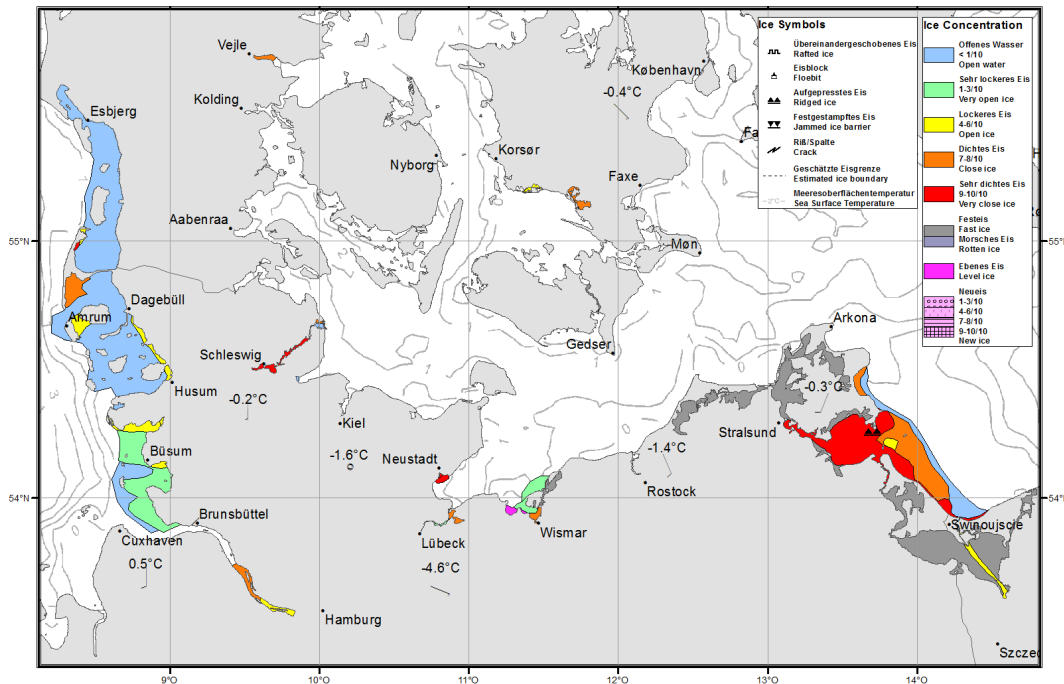 Ice Symbols
Übereinandergeschobenes Eis
Rafted ice
Eisblock
Floebit
Aufgepresstes Eis
Ridged ice
Festgestampftes Eis
Jammed ice barrier
Riß/Spalte
Crack
Geschätzte Eisgrenze
Estimated ice boundary
Meeresoberflächentemperatur
Sea Surface Temperature
-2°C
Ice Concentration
Offenes Wasser
< 1/10
Open water
Sehr lockeres Eis
1-3/10
Very open ice
Lockeres Eis
4-6/10
Open ice
Dichtes Eis
7-8/10
Close ice
Sehr dichtes Eis
9-10/10
Very close ice
Festeis
Fast ice
Morsches Eis
Rotten ice
Ebenes Eis
Level ice
Neueis
1-3/10
4-6/10
7-8/10
9-10/10
New ice
Vejle
København
-0.4°C
Kolding
Esbjerg
Fa
Korsør
Nyborg
Faxe
Aabenraa
Møn
55°N
55°
Dagebüll
Amrum
Arkona
Gedser
Schleswig
Husum
-0.2°C
-0.3°C
Kiel
Stralsund
-1.6°C
-1.4°C
Büsum
Neustadt
Rostock
54°N
54°
Brunsbüttel
Cuxhaven
Lübeck
Wismar
Swinoujscie
0.5°C
-4.6°C
Hamburg
Szczec
9°O
10°O
11°O
12°O
13°O
14°O